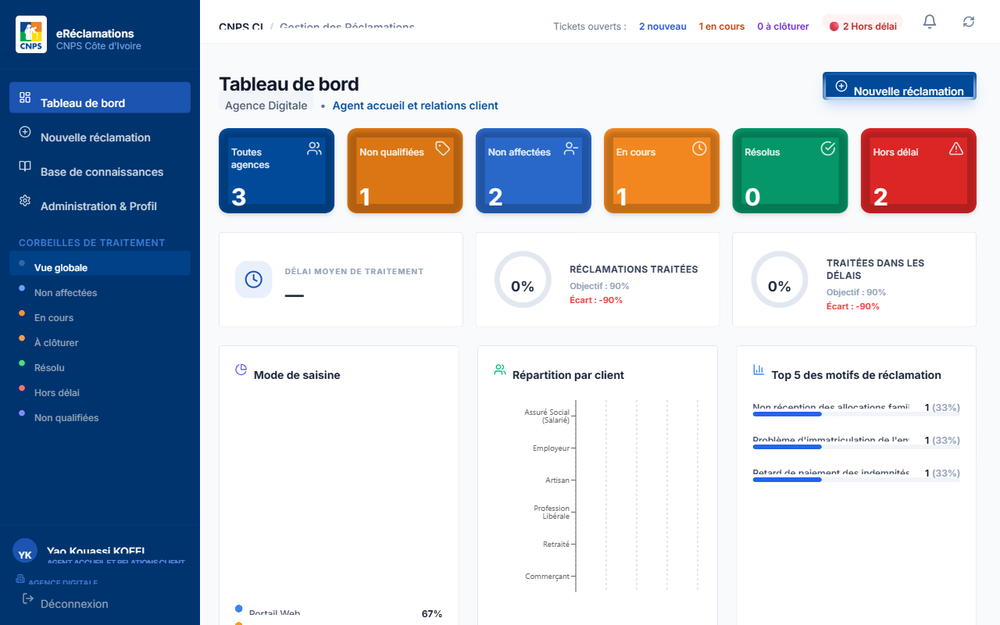 CNPS
eRéclamations
CNPS Côte d'Ivoire
Tableau de bord
Nouvelle réclamation
Base de connaissances
Administration & Profil
CORBEILLES DE TRAITEMENT
Vue globale
Non affectées
En cours
À clôturer
Résolu
Hors délai
Non qualifiées
YK
Yao Kouassi KOFFI
AGENT ACCUEIL ET RELATIONS CLIENT
AGENCE DIGITALE
Déconnexion
CNPS CI / Gestion des Réclamations
Tickets ouverts : 2 nouveau 1 en cours 0 à clôturer 2 Hors délai
Tableau de bord
Agence Digitale • Agent accueil et relations client
Nouvelle réclamation
Toutes agences
3
Non qualifiées
1
Non affectées
2
En cours
1
Résolus
0
Hors délai
2
DÉLAI MOYEN DE TRAITEMENT
—
0%
RÉCLAMATIONS TRAITÉES
Objectif : 90%
Écart : -90%
0%
TRAITÉES DANS LES
DÉLAIS
Objectif : 90%
Écart : -90%
Mode de saisine
Portail Web 67%
Répartition par client
Assuré Social
(Salarié)
Employeur
Artisan
Profession
Libérale
Retraité
Commerçant
Top 5 des motifs de réclamation
Non réception des allocations famil 1 (33%)
Problème d'immatriculation de l'en 1 (33%)
Retard de paiement des indemnités 1 (33%)